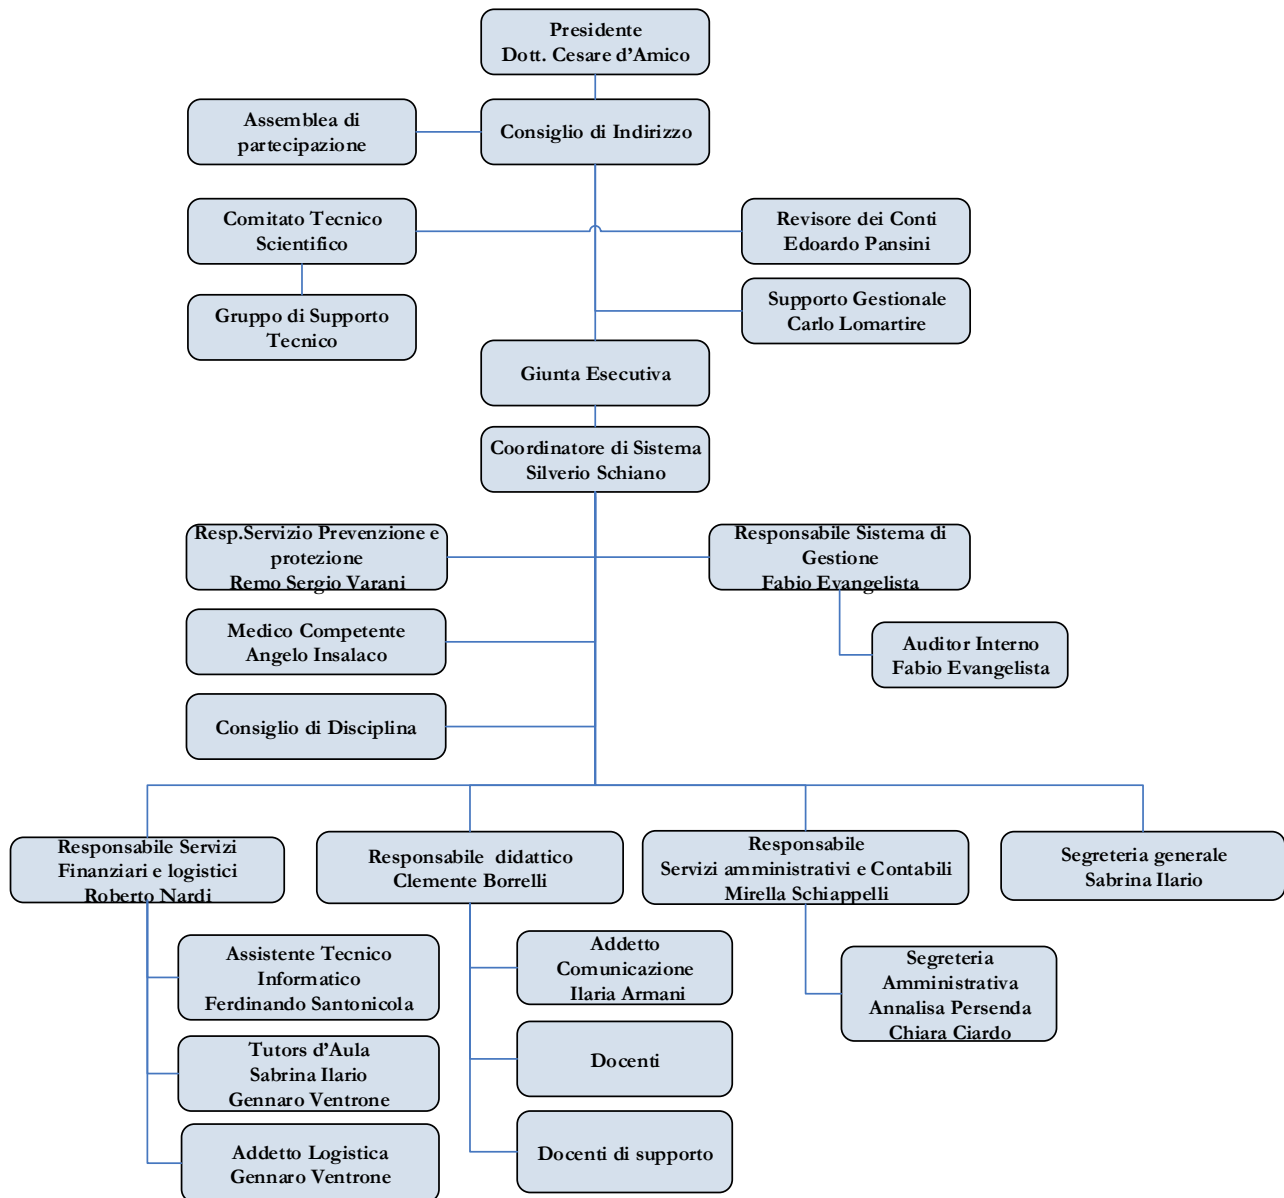 Presidente
Dott. Cesare d'Amico
Assemblea di
partecipazione
Consiglio di Indirizzo
Comitato Tecnico
Scientifico
Revisore dei Conti
Edoardo Pansini
Gruppo di Supporto
Tecnico
Supporto Gestionale
Carlo Lomartire
Giunta Esecutiva
Coordinatore di Sistema
Silverio Schiano
Resp.Servizio Prevenzione e
protezione
Remo Sergio Varani
Responsabile Sistema di
Gestione
Fabio Evangelista
Medico Competente
Angelo Insalaco
Auditor Interno
Fabio Evangelista
Consiglio di Disciplina
Responsabile Servizi
Finanziari e logistici
Roberto Nardi
Responsabile didattico
Clemente Borrelli
Responsabile
Servizi amministrativi e Contabili
Mirella Schiappelli
Segreteria generale
Sabrina Ilario
Assistente Tecnico
Informatico
Ferdinando Santonicola
Addetto
Comunicazione
Ilaria Armani
Segreteria
Amministrativa
Annalisa Persenda
Chiara Ciardo
Tutors d'Aula
Sabrina Ilario
Gennaro Ventrone
Docenti
Addetto Logistica
Gennaro Ventrone
Docenti di supporto